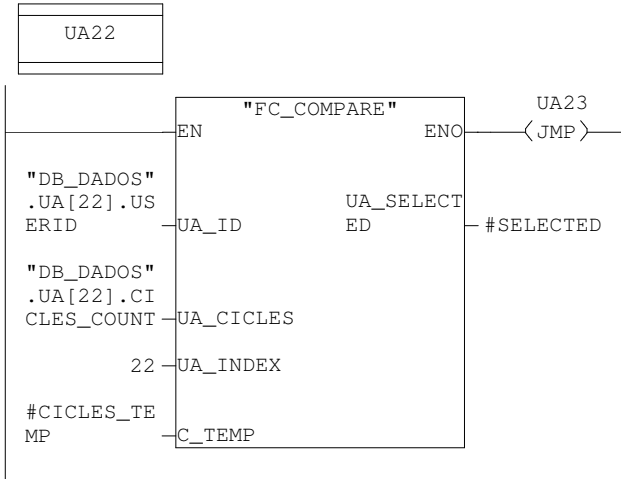 UA22
"FC_COMPARE"
UA23
EN
ENO
JMP
"DB_DADOS"
.UA[22].US
ERID
UA_ID
UA_SELECT
ED
#SELECTED
"DB_DADOS"
.UA[22].CI
CLES_COUNT
UA_CICLES
22
UA_INDEX
#CICLES_TE
MP
C_TEMP